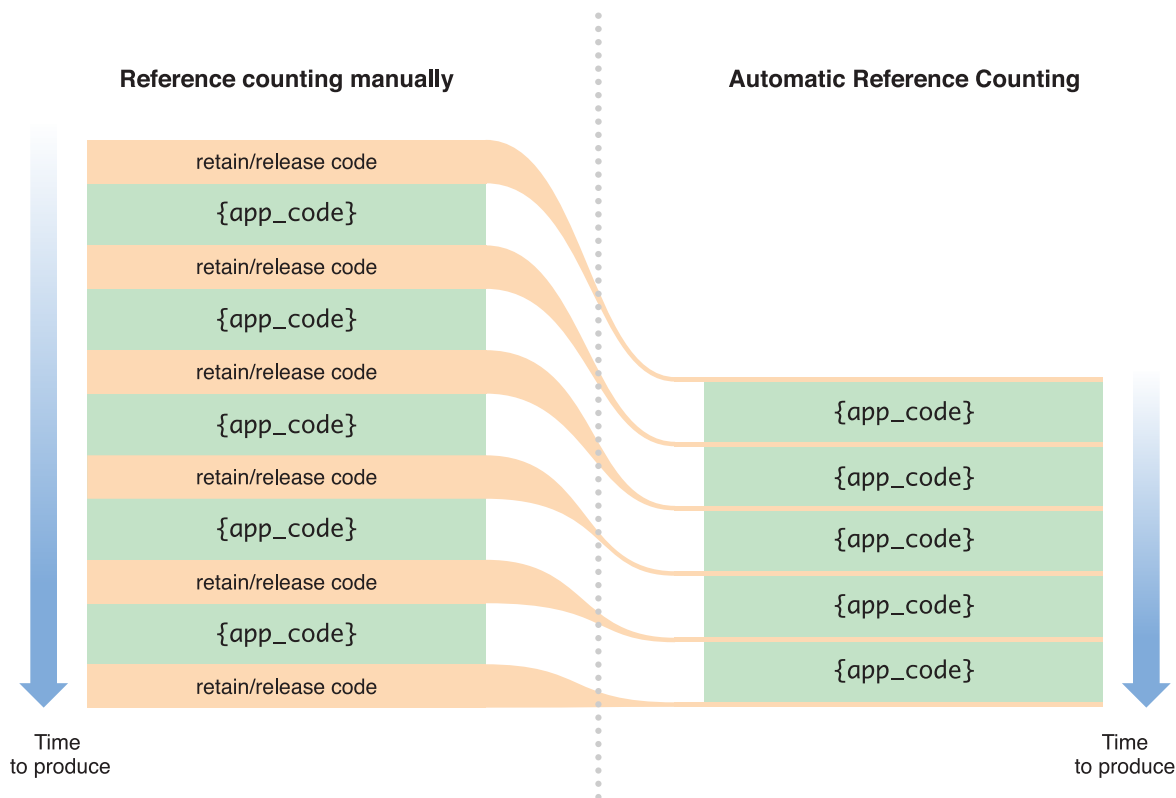 Reference counting manually
retain/release code
{app_code}
retain/release code
{app_code}
retain/release code
{app_code}
retain/release code
{app_code}
retain/release code
{app_code}
retain/release code
Time
to produce
Automatic Reference Counting
{app_code}
{app_code}
{app_code}
{app_code}
{app_code}
Time
to produce